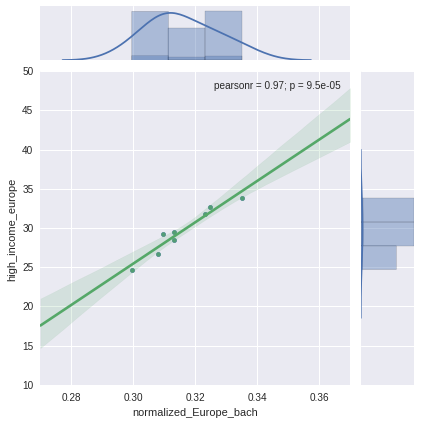 pearsonr = 0.97; p = 9.5e-05
50
45
40
35
30
25
20
15
10
high_income_europe
0.28 0.30 0.32 0.34 0.36
normalized_Europe_bach